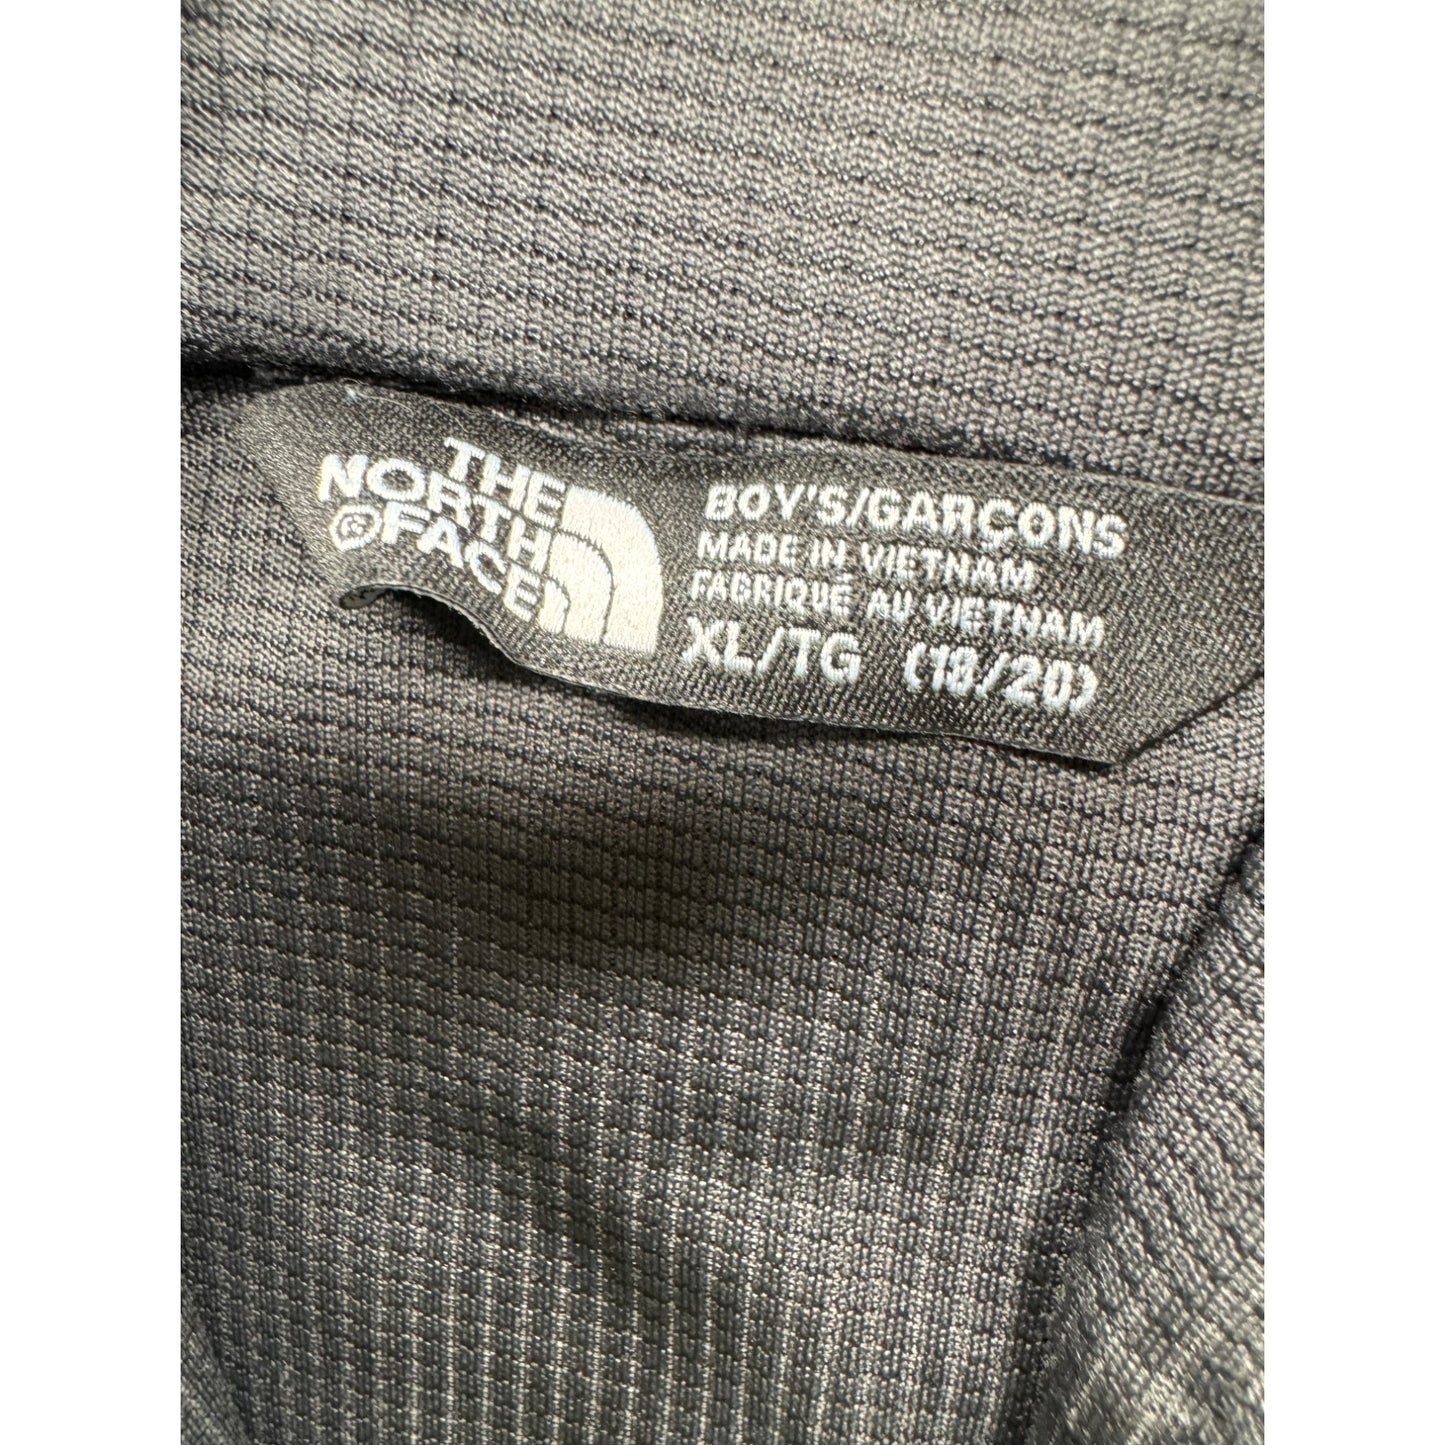 THE
NORTH
FACE
BOY'S/GARÇONS
MADE IN VIETNAM
FABRIQUÉ AU VIETNAM
XL/TG (18/20)